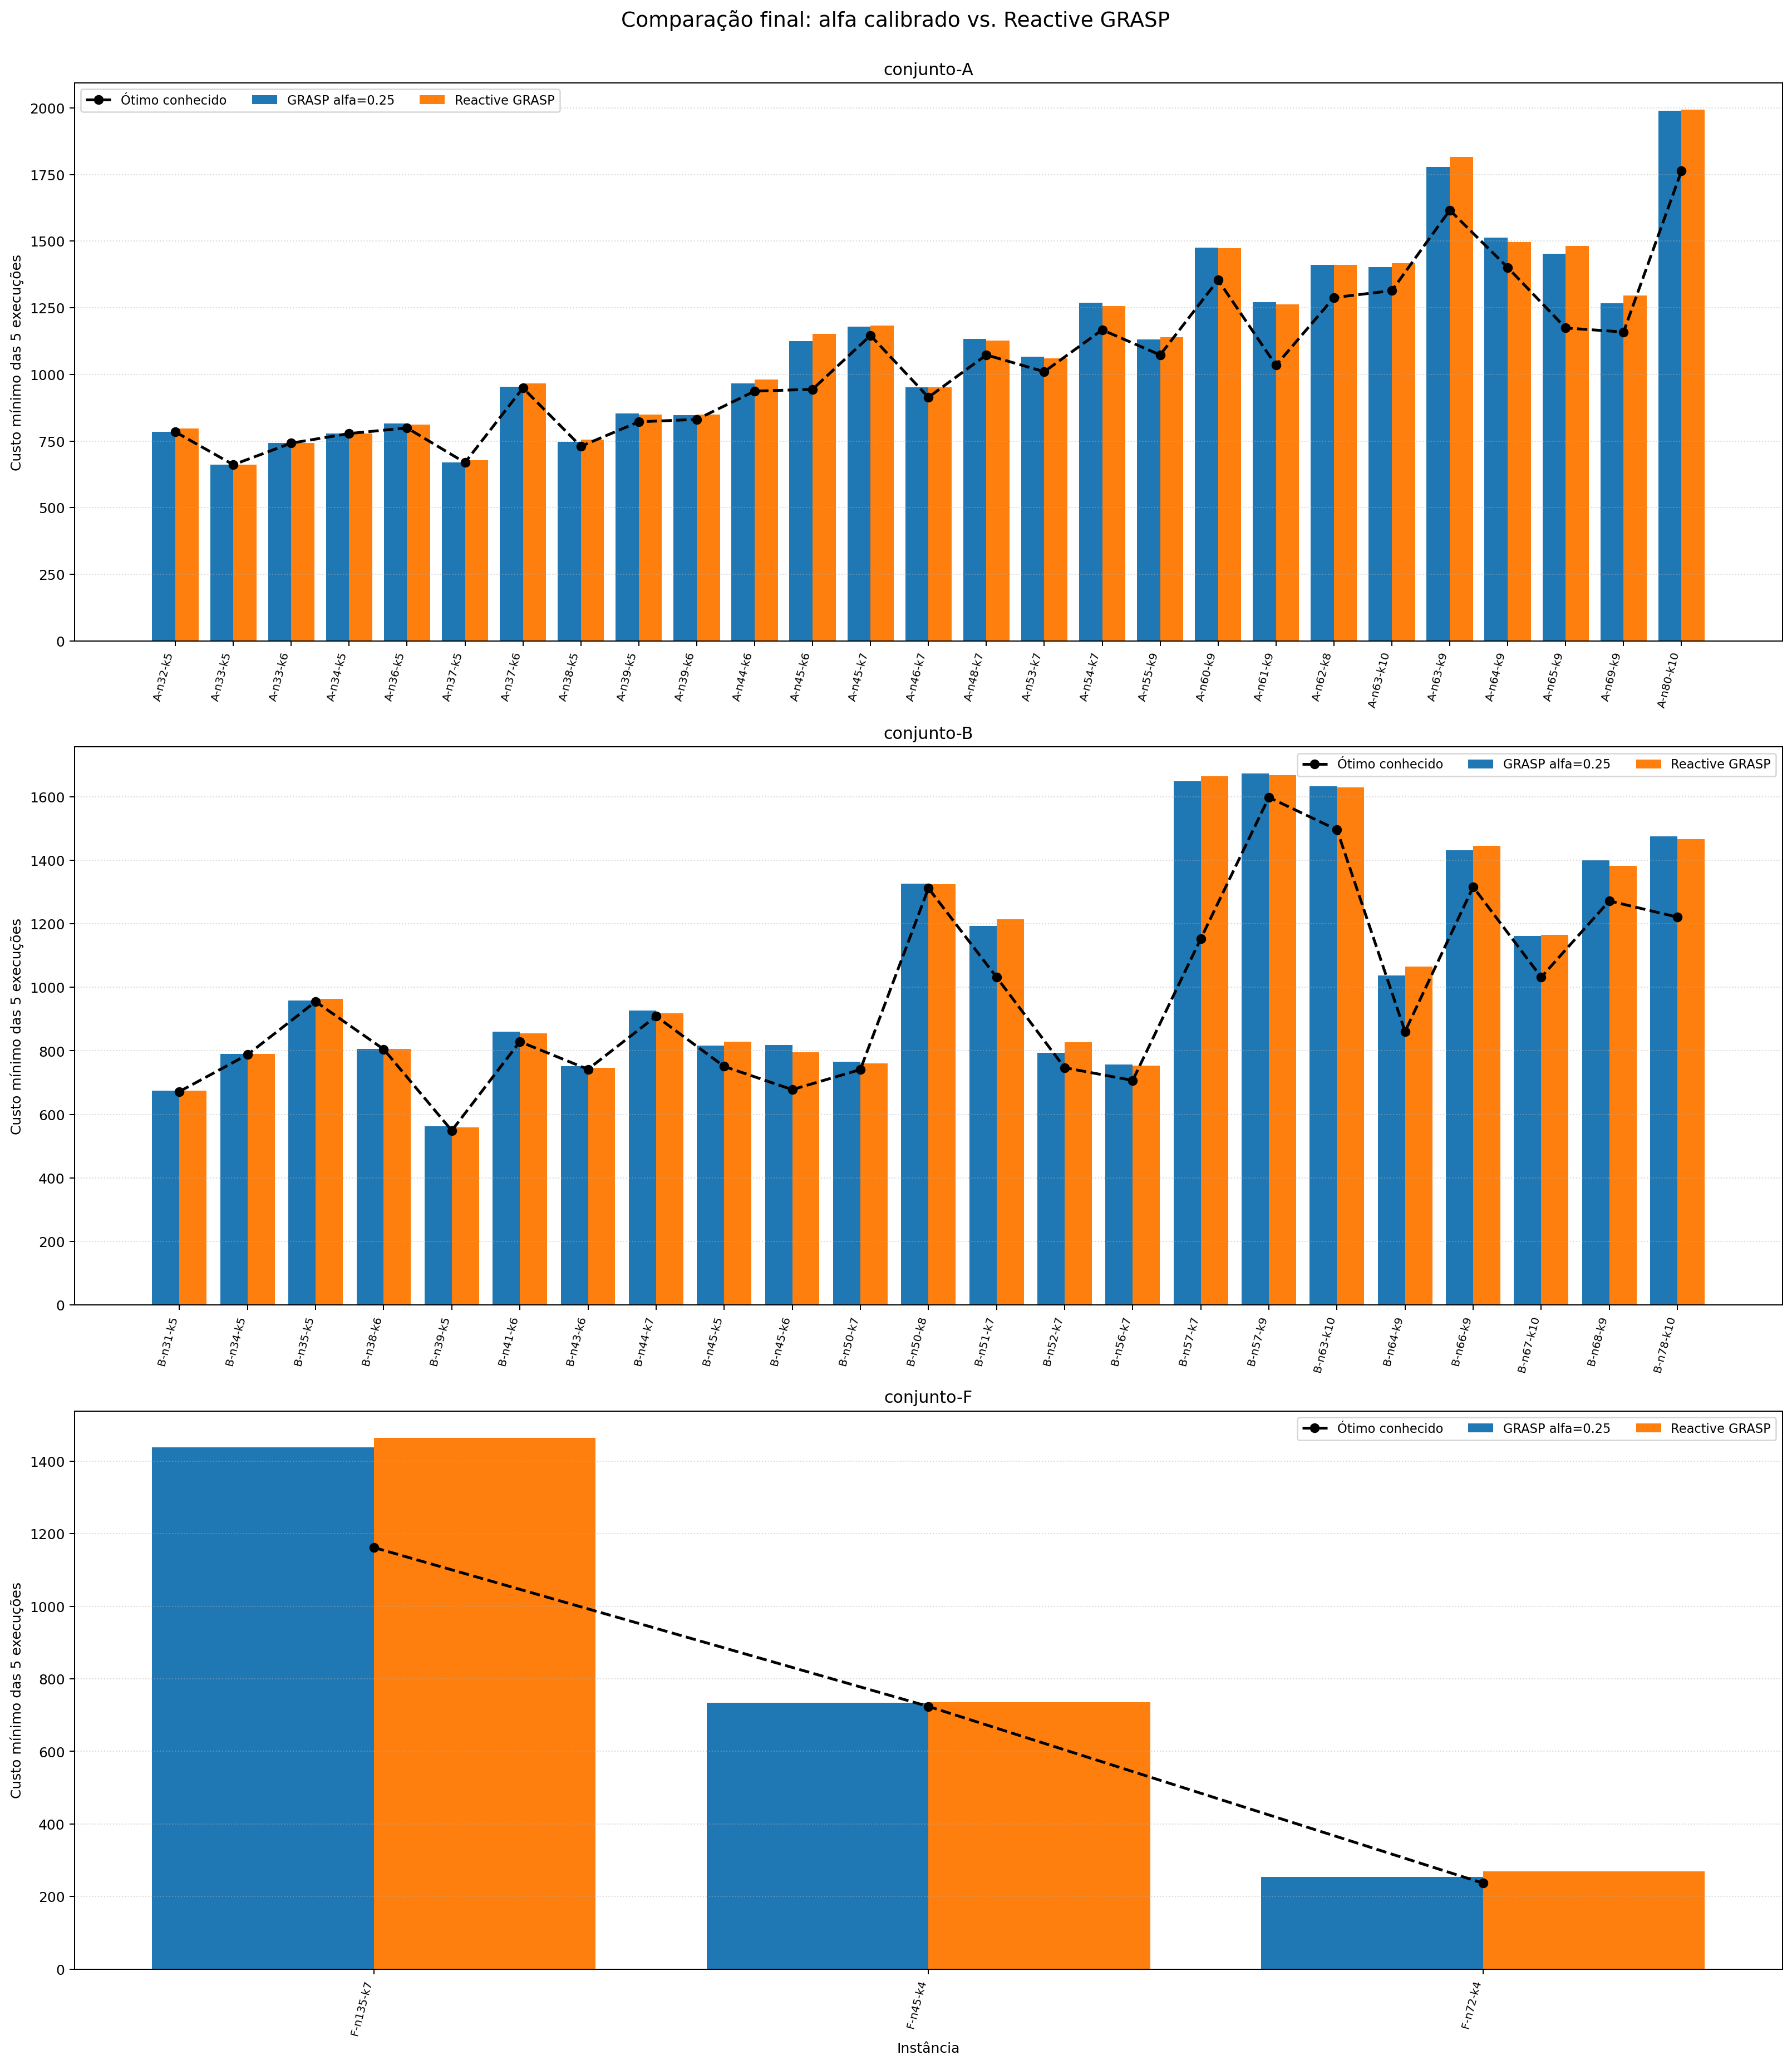 Comparação final: alfa calibrado vs. Reactive GRASP
conjunto-A
Ótimo conhecido GRASP alfa=0.25 Reactive GRASP
Custo mínimo das 5 execuções
2000
1750
1500
1250
1000
750
500
250
0
A-n32-k5 A-n33-k5 A-n33-k6 A-n34-k5 A-n36-k5 A-n37-k5 A-n37-k6 A-n38-k5 A-n39-k5 A-n39-k6 A-n44-k6 A-n45-k6 A-n45-k7 A-n46-k7 A-n48-k7 A-n53-k7 A-n54-k7 A-n55-k9 A-n60-k9 A-n61-k9 A-n62-k8 A-n63-k10 A-n63-k9 A-n64-k9 A-n65-k9 A-n69-k9 A-n80-k10
conjunto-B
Ótimo conhecido GRASP alfa=0.25 Reactive GRASP
Custo mínimo das 5 execuções
1600
1400
1200
1000
800
600
400
200
0
B-n31-k5 B-n34-k5 B-n35-k5 B-n38-k6 B-n39-k5 B-n41-k6 B-n43-k6 B-n44-k7 B-n45-k5 B-n45-k6 B-n50-k7 B-n50-k8 B-n51-k7 B-n52-k7 B-n56-k7 B-n57-k7 B-n57-k9 B-n63-k10 B-n64-k9 B-n66-k9 B-n67-k10 B-n68-k9 B-n78-k10
conjunto-F
Ótimo conhecido GRASP alfa=0.25 Reactive GRASP
Custo mínimo das 5 execuções
1400
1200
1000
800
600
400
200
0
F-n135-k7 F-n45-k4 F-n72-k4
Instância